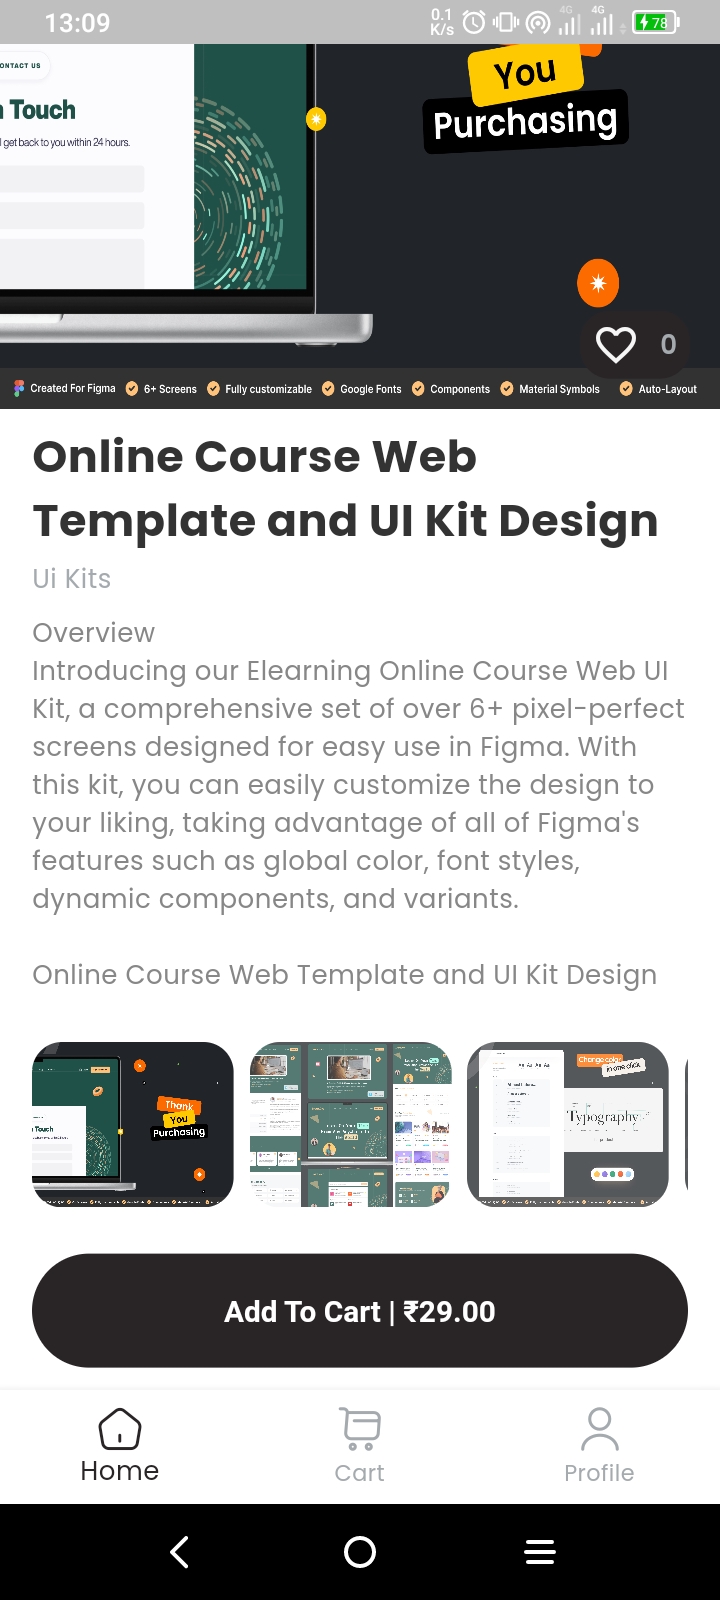 13:09
0.1 K/s
4G
4G
78
CONTACT US
n Touch
get back to you within 24 hours.
You
Purchasing
0
Created For Figma
6+ Screens
Fully customizable
Google Fonts
Components
Material Symbols
Auto-Layout
Online Course Web
Template and UI Kit Design
Ui Kits
Overview
Introducing our Elearning Online Course Web UI
Kit, a comprehensive set of over 6+ pixel-perfect
screens designed for easy use in Figma. With
this kit, you can easily customize the design to
your liking, taking advantage of all of Figma's
features such as global color, font styles,
dynamic components, and variants.
Online Course Web Template and UI Kit Design
n Touch
Thank
You
Purchasing
Change color
in one click
Aa Aa Aa Aa
Typography
Add To Cart | ₹29.00
Home
Cart
Profile